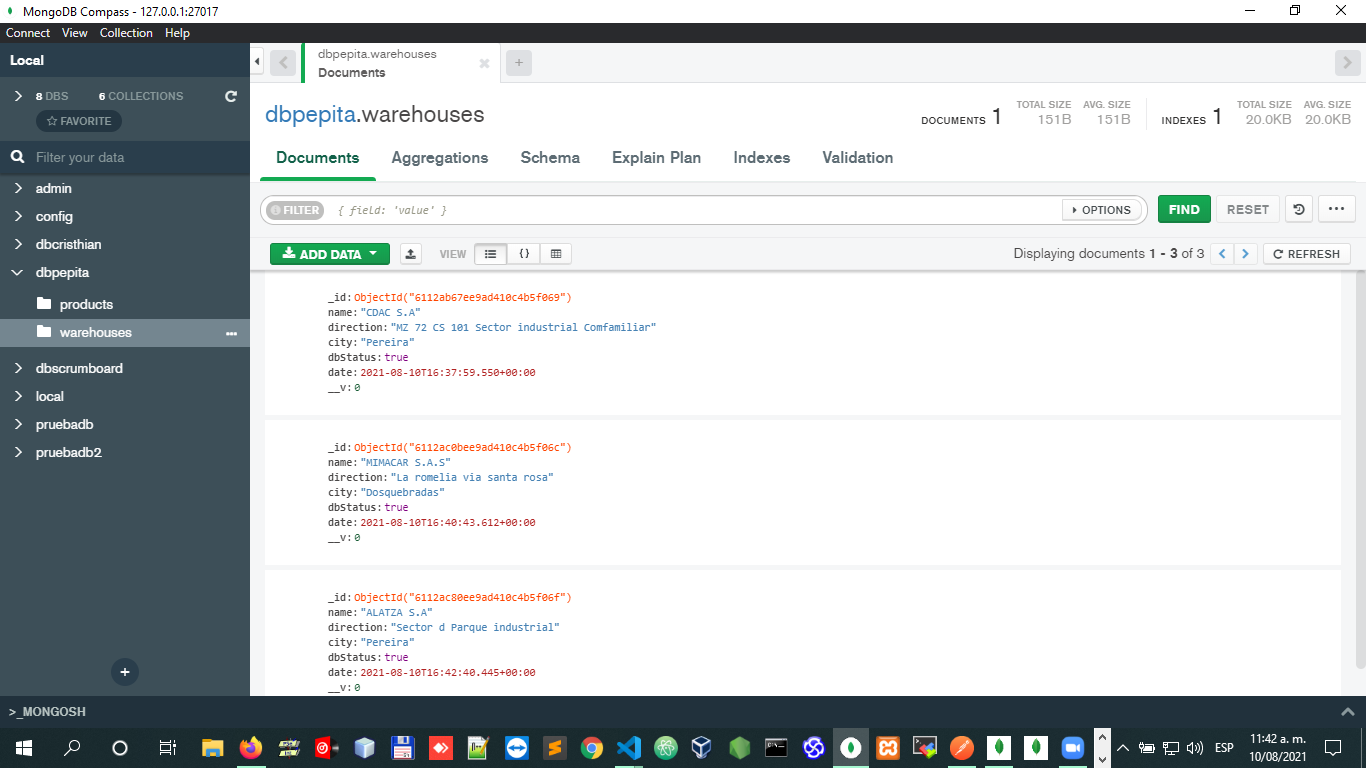 MongoDB Compass - 127.0.0.1:27017
Connect View Collection Help
Local
8 DBS 6 COLLECTIONS
FAVORITE
Filter your data
admin
config
dbcristhian
dbpepita
products
warehouses
dbscrumboard
local
pruebadb
pruebadb2
dbpepita.warehouses
Documents
dbpepita.warehouses
DOCUMENTS 1
TOTAL SIZE AVG. SIZE
151B 151B
INDEXES 1
TOTAL SIZE AVG. SIZE
20.0KB 20.0KB
Documents Aggregations Schema Explain Plan Indexes Validation
FILTER { field: 'value' } OPTIONS FIND RESET
ADD DATA VIEW {} Displaying documents 1 - 3 of 3 REFRESH
_id: ObjectId("6112ab67ee9ad410c4b5f069")
name: "CDAC S.A"
direction: "MZ 72 CS 101 Sector industrial Comfamiliar"
city: "Pereira"
dbStatus: true
date: 2021-08-10T16:37:59.550+00:00
__v: 0
_id: ObjectId("6112ac0bee9ad410c4b5f06c")
name: "MIMACAR S.A.S"
direction: "La romelia via santa rosa"
city: "Dosquebradas"
dbStatus: true
date: 2021-08-10T16:40:43.612+00:00
__v: 0
_id: ObjectId("6112ac80ee9ad410c4b5f06f")
name: "ALATZA S.A"
direction: "Sector d Parque industrial"
city: "Pereira"
dbStatus: true
date: 2021-08-10T16:42:40.445+00:00
__v: 0
>_MONGOSH
ESP
11:42 a. m.
10/08/2021